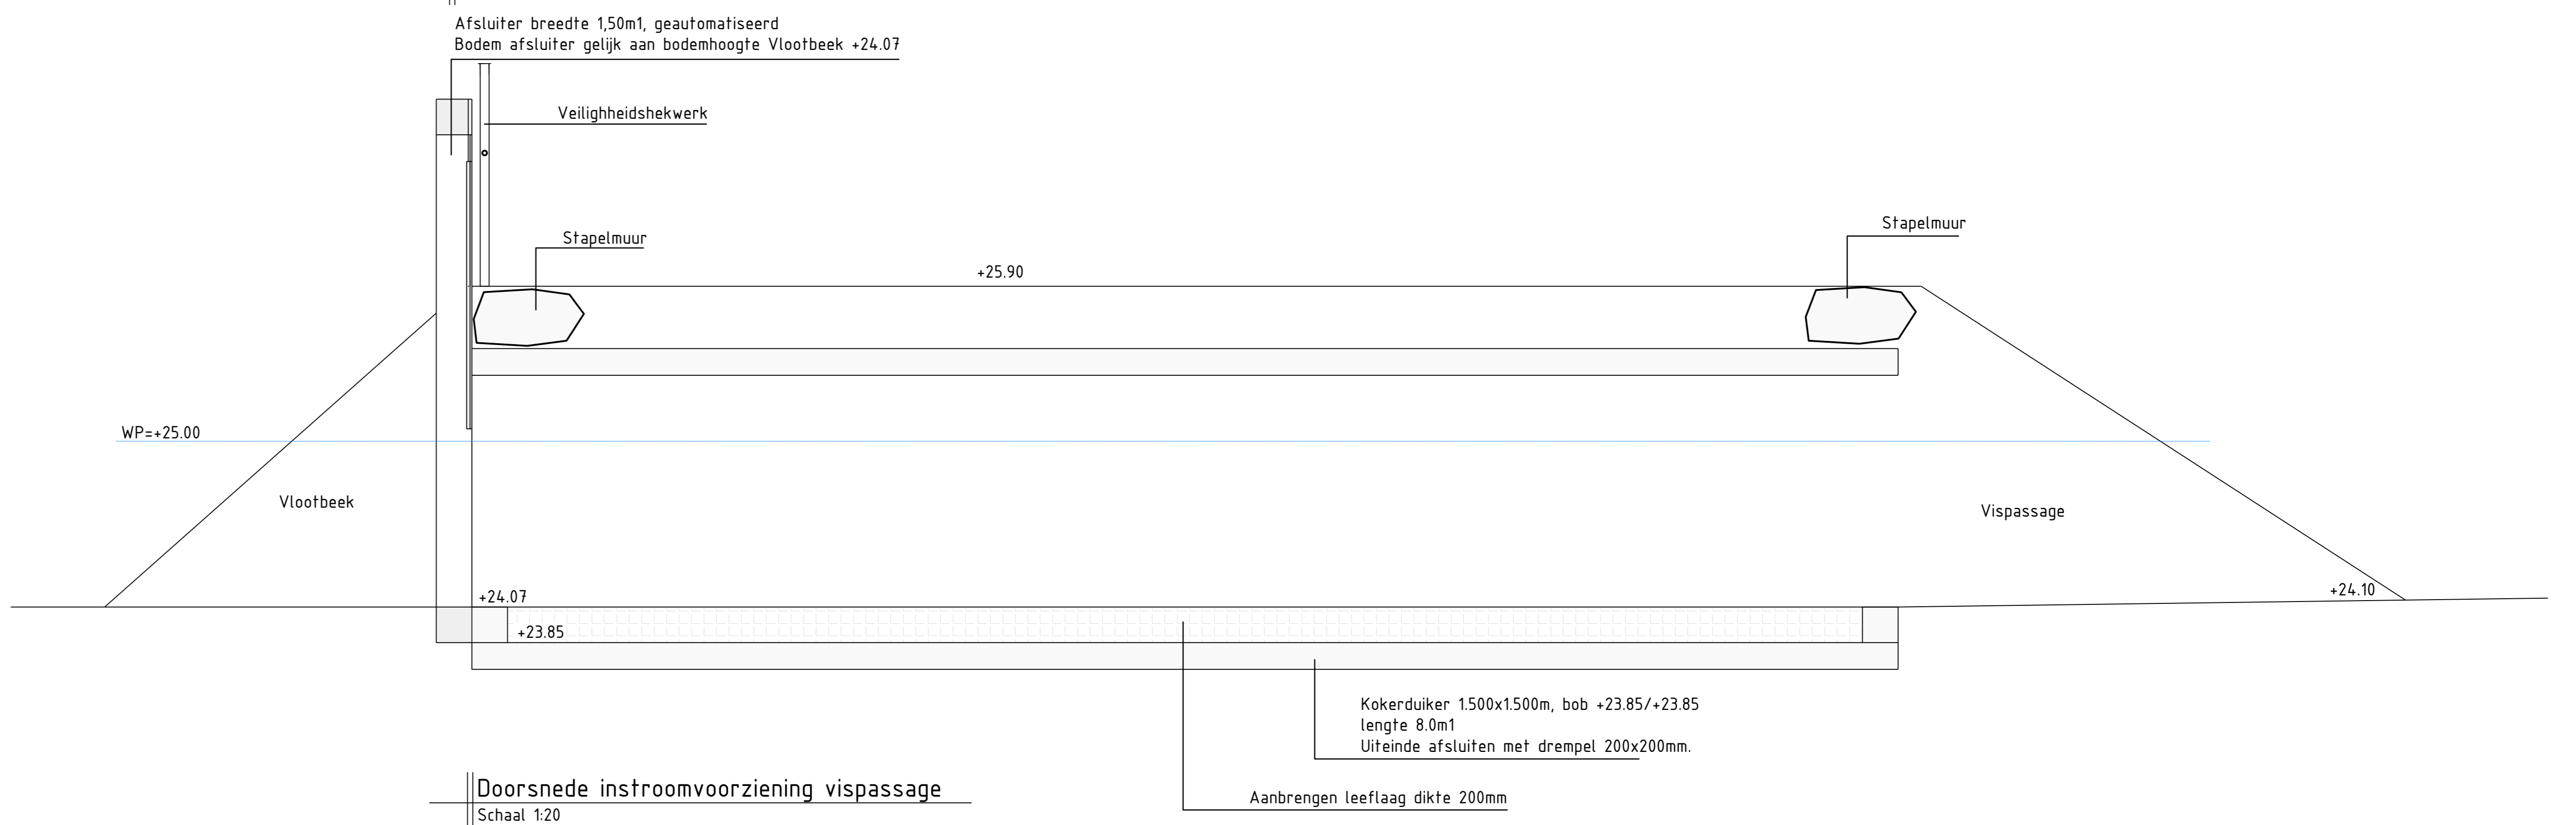 Afsluiter breedte 1,50m1, geautomatiseerd
Bodem afsluiter gelijk aan bodemhoogte Vlootbeek +24.07
Veilighheidshekwerk
Stapelmuur
Stapelmuur
+25.90
WP=+25.00
Vlootbeek
Vispassage
+24.07
+24.10
+23.85
Kokerduiker 1.500x1.500m, bob +23.85/+23.85
lengte 8.0m1
Uiteinde afsluiten met drempel 200x200mm.
Doorsnede instroomvoorziening vispassage
Aanbrengen leeflaag dikte 200mm
Schaal 1:20